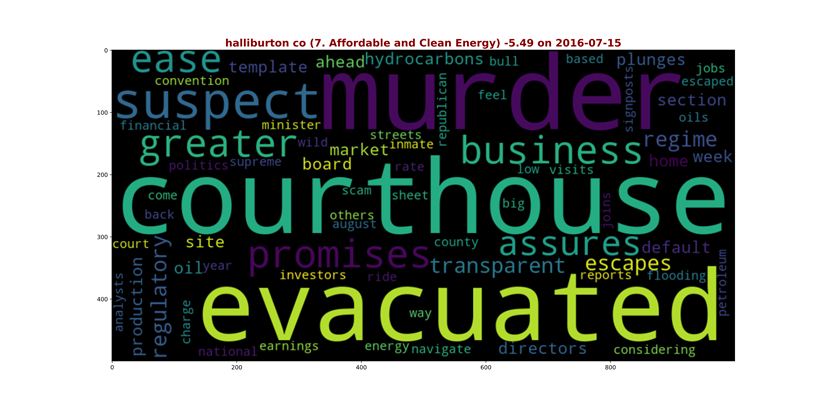 halliburton co (7. Affordable and Clean Energy) -5.49 on 2016-07-15
0
100
200
300
400
0
200
400
600
800
ease
template
ahead
hydrocarbons
bull
based
plunges
jobs
convention
escaped
suspect
murder
republican
feel
signposts
section
financial
minister
oils
streets
greater
wild
market
inmate
business
regime
politics
supreme
board
rate
low
visits
home
week
courthouse
come
scam
sheet
big
joins
back
others
august
court
site
promises
county
assures
default
oil
year
transparent
escapes
investors
ride
reports
flooding
petroleum
analysts
production
regulatory
charge
evacuated
way
national
earnings
energy
navigate
directors
considering